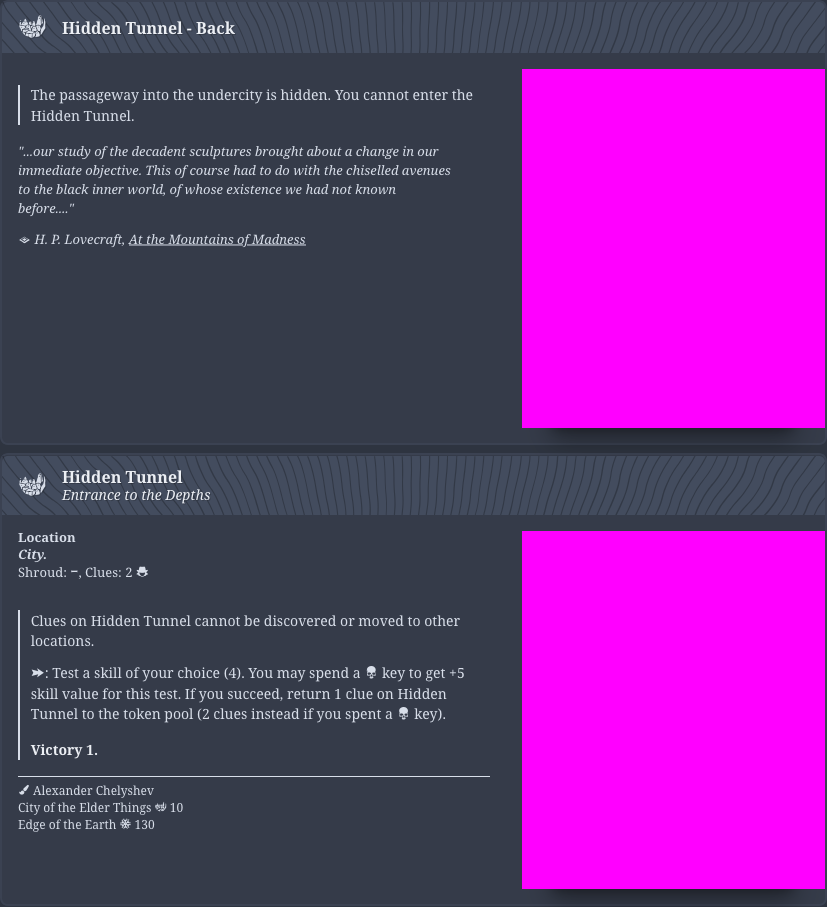 Hidden Tunnel - Back
The passageway into the undercity is hidden. You cannot enter the
Hidden Tunnel.
"...our study of the decadent sculptures brought about a change in our
immediate objective. This of course had to do with the chiselled avenues
to the black inner world, of whose existence we had not known
before...."
H. P. Lovecraft, At the Mountains of Madness
Hidden Tunnel
Entrance to the Depths
Location
City.
Shroud: –, Clues: 2
Clues on Hidden Tunnel cannot be discovered or moved to other
locations.
: Test a skill of your choice (4). You may spend a key to get +5
skill value for this test. If you succeed, return 1 clue on Hidden
Tunnel to the token pool (2 clues instead if you spent a key).
Victory 1.
Alexander Chelyshev
City of the Elder Things 10
Edge of the Earth 130